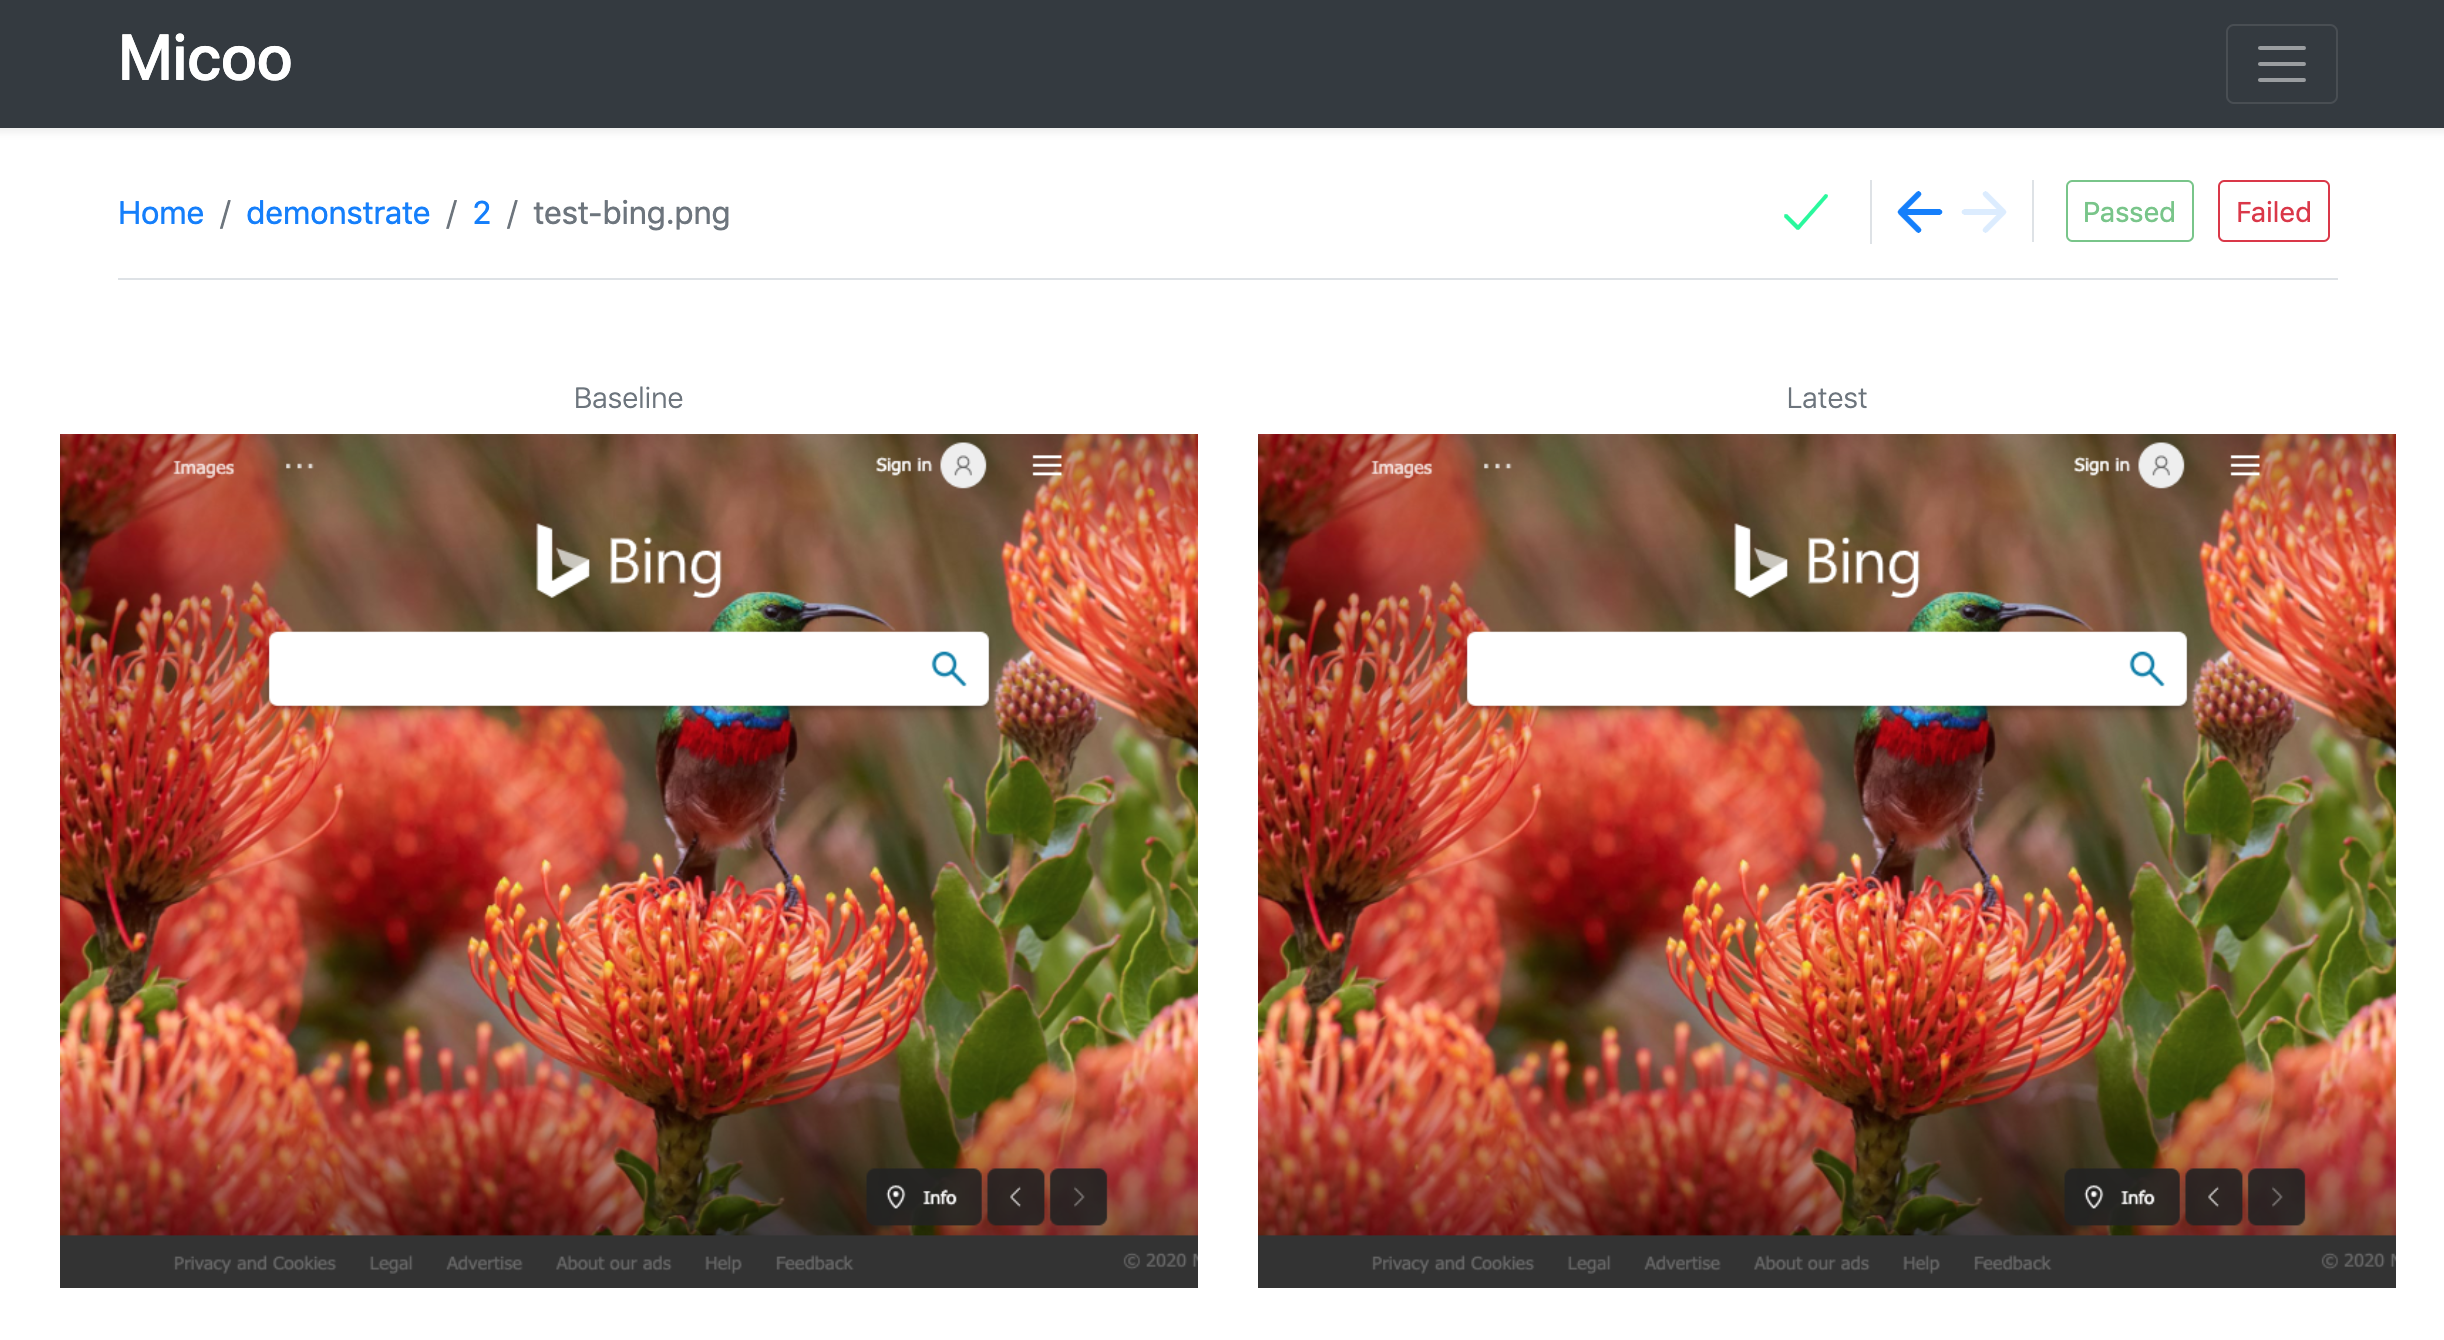 Micoo
Home / demonstrate / 2 / test-bing.png
Passed
Failed
Baseline
Images
Sign in
Bing
Info
Privacy and Cookies Legal Advertise About our ads Help Feedback © 2020
Latest
Images
Sign in
Bing
Info
Privacy and Cookies Legal Advertise About our ads Help Feedback © 2020